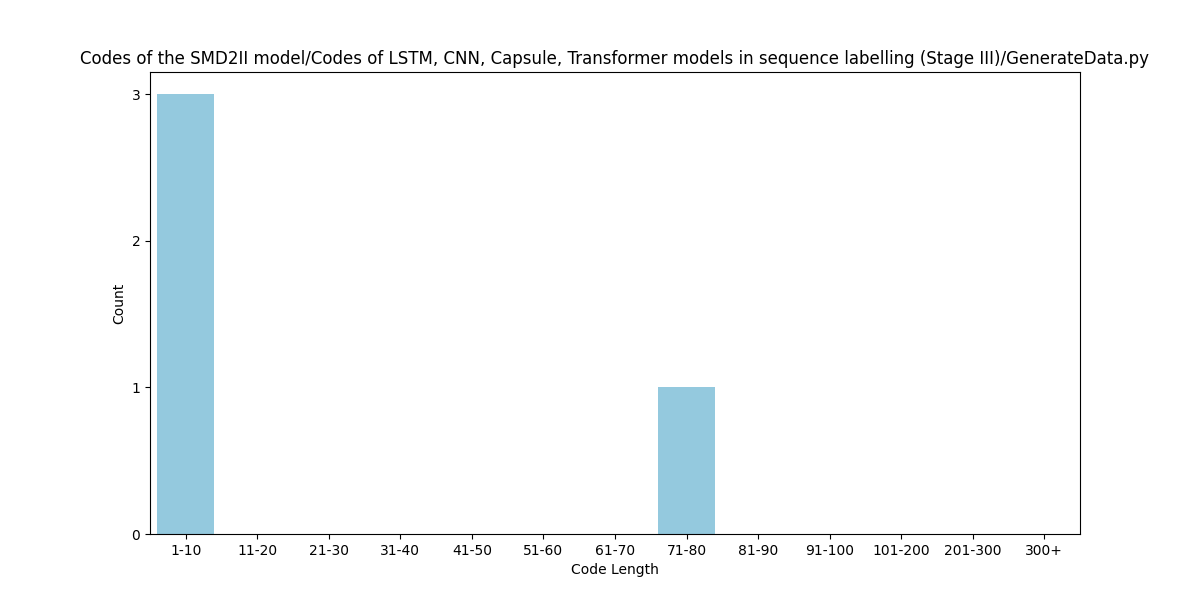 Codes of the SMD2II model/Codes of LSTM, CNN, Capsule, Transformer models in sequence labelling (Stage III)/GenerateData.py
3
2
1
0
Count
1-10 11-20 21-30 31-40 41-50 51-60 61-70 71-80 81-90 91-100 101-200 201-300 300+
Code Length